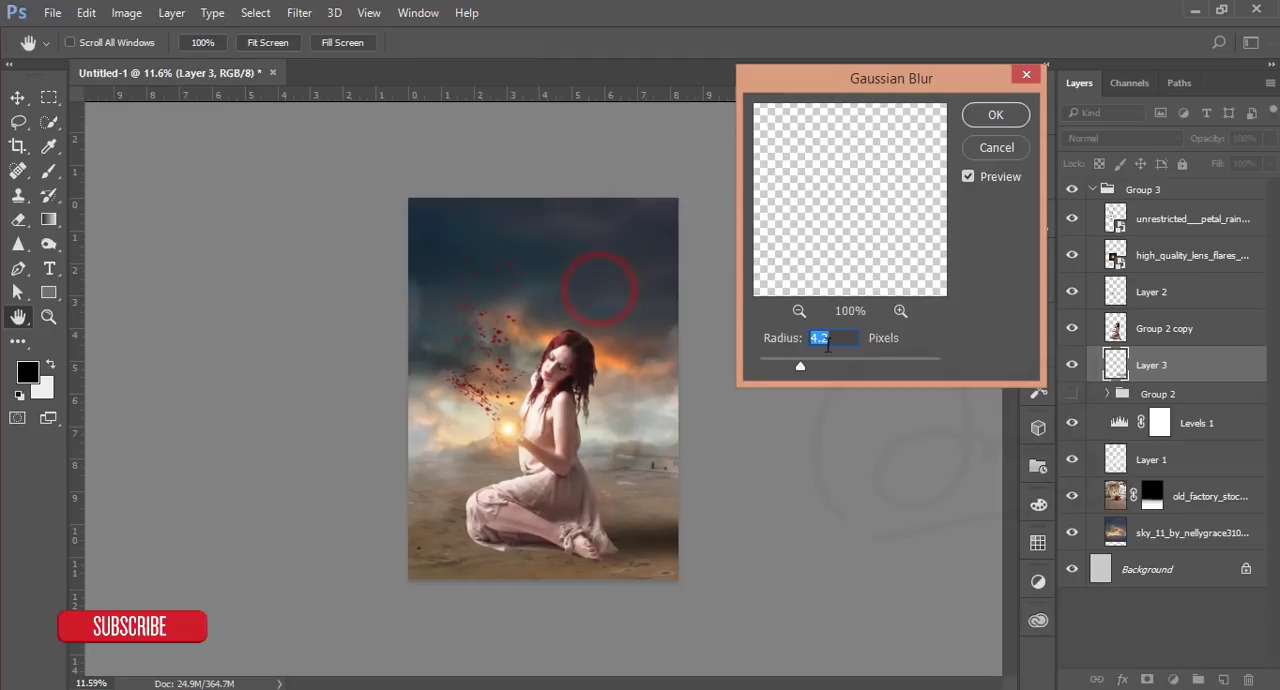 Ps File Edit Image Layer Type Select Filter 3D View Window Help
Scroll All Windows 100% Fit Screen Fill Screen
Untitled-1 @ 11.6% (Layer 3, RGB/8) * ×
Gaussian Blur
OK
Cancel
Preview
100%
Radius: 4.2 Pixels
Layers Channels Paths
Kind
Normal Opacity: 100%
Lock: Fill: 100%
Group 3
unrestricted___petal_rain...
high_quality_lens_flares_...
Layer 2
Group 2 copy
Layer 3
Group 2
Levels 1
Layer 1
old_factory_stoc...
sky_11_by_nellygrace310...
Background
SUBSCRIBE
11.59% Doc: 24.9M/364.7M